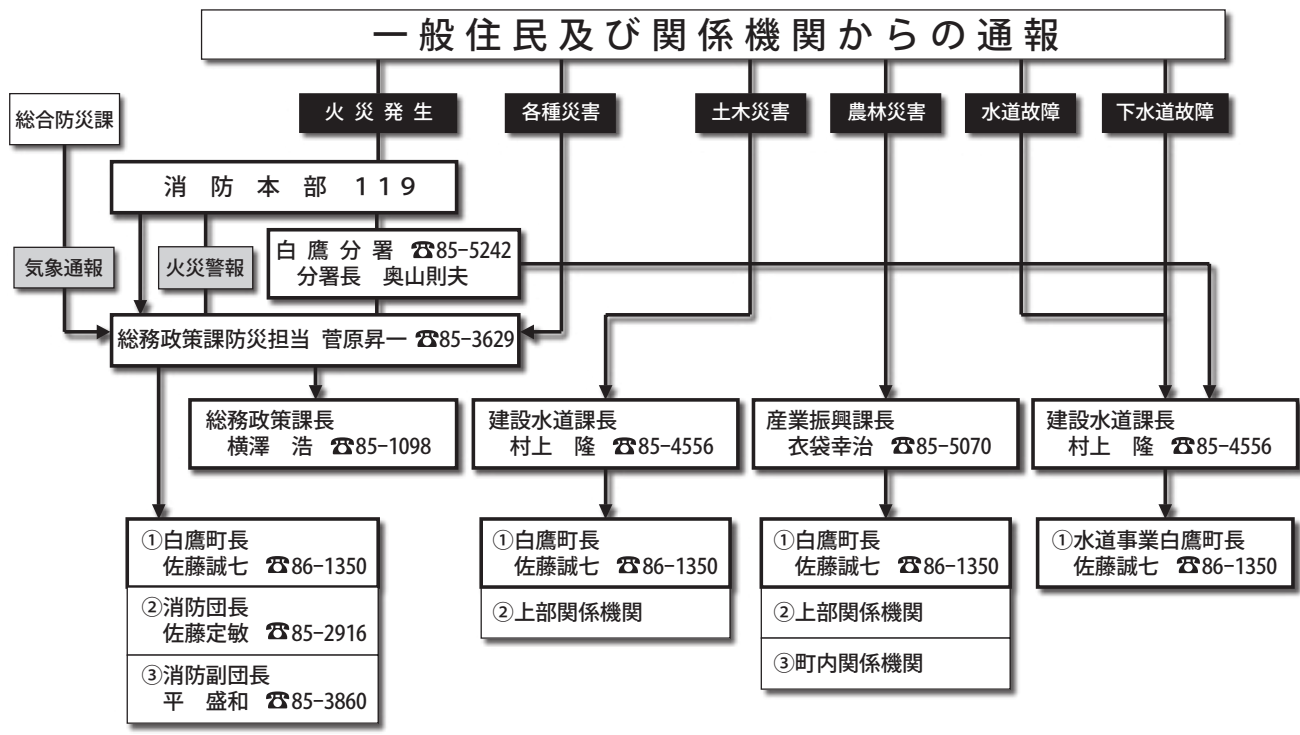 一般住民及び関係機関からの通報
総合防災課
火災発生
各種災害
土木災害
農林災害
水道故障
下水道故障
消防本部 119
気象通報
火災警報
白鷹分署 ☎85-5242
分署長 奥山則夫
総務政策課防災担当 菅原昇一 ☎85-3629
総務政策課長
横澤 浩 ☎85-1098
建設水道課長
村上 隆 ☎85-4556
産業振興課長
衣袋幸治 ☎85-5070
建設水道課長
村上 隆 ☎85-4556
①白鷹町長
佐藤誠七 ☎86-1350
②消防団長
佐藤定敏 ☎85-2916
③消防副団長
平 盛和 ☎85-3860
①白鷹町長
佐藤誠七 ☎86-1350
②上部関係機関
①白鷹町長
佐藤誠七 ☎86-1350
②上部関係機関
③町内関係機関
①水道事業白鷹町長
佐藤誠七 ☎86-1350